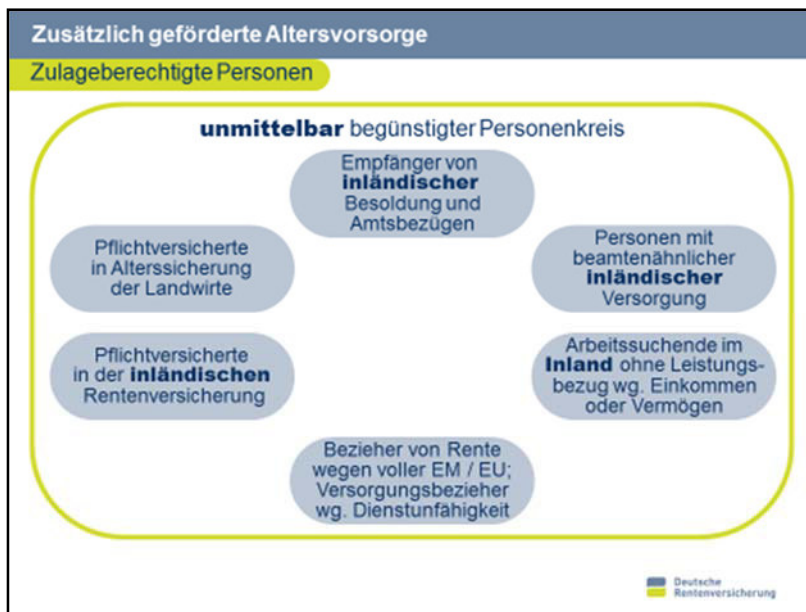 Zusätzlich geförderte Altersvorsorge
Zulageberechtigte Personen
unmittelbar begünstigter Personenkreis
Empfänger von
inländischer
Besoldung und
Amtsbezügen
Pflichtversicherte
in Alterssicherung
der Landwirte
Personen mit
beamtenähnlicher
inländischer
Versorgung
Pflichtversicherte
in der inländischen
Rentenversicherung
Arbeitssuchende im
Inland ohne Leistungs-
bezug wg. Einkommen
oder Vermögen
Bezieher von Rente
wegen voller EM / EU;
Versorgungsbezieher
wg. Dienstunfähigkeit
Deutsche
Rentenversicherung